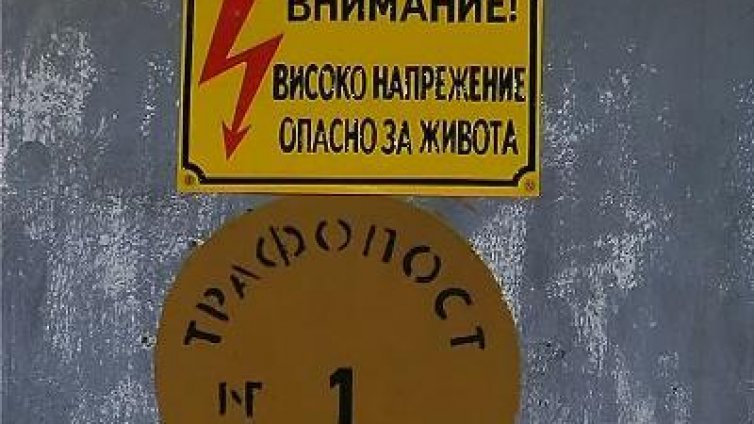 ВНИМАНИЕ!
ВИСОКО НАПРЕЖЕНИЕ
ОПАСНО ЗА ЖИВОТА
ТРАФОПОСТ
№ 1